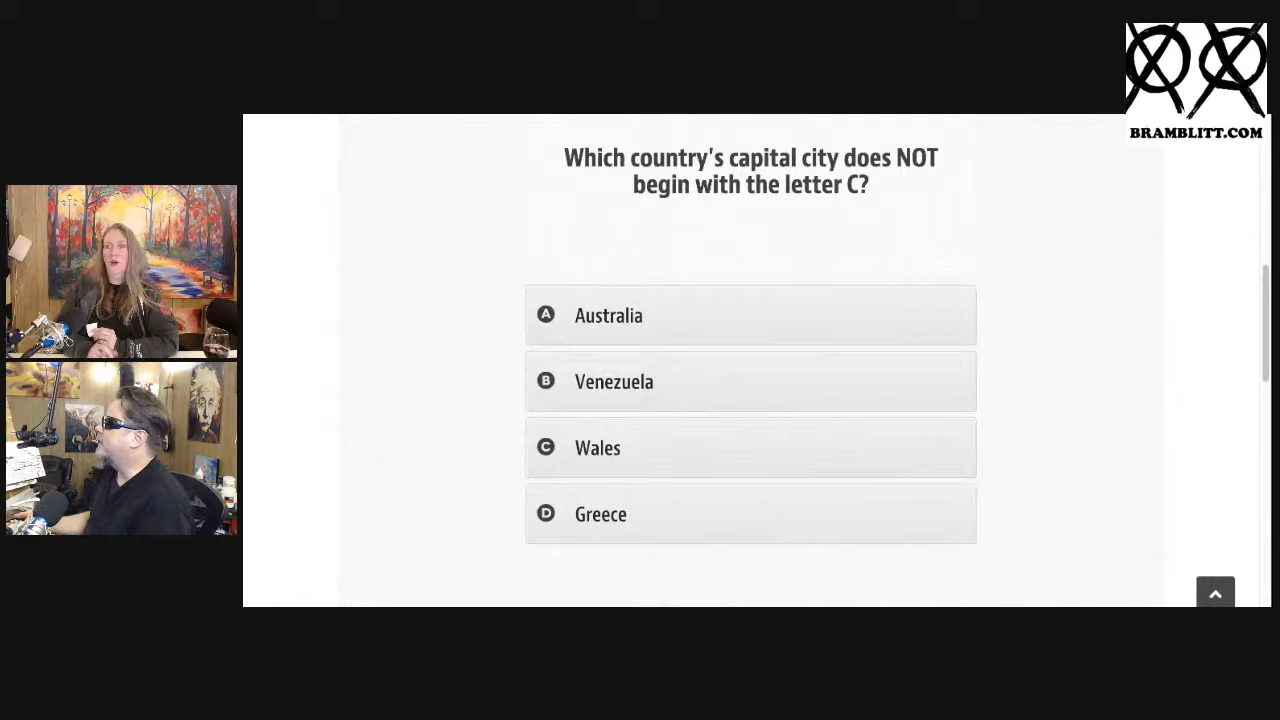 BRAMBLITT.COM
Which country's capital city does NOT
begin with the letter C?
A Australia
B Venezuela
C Wales
D Greece